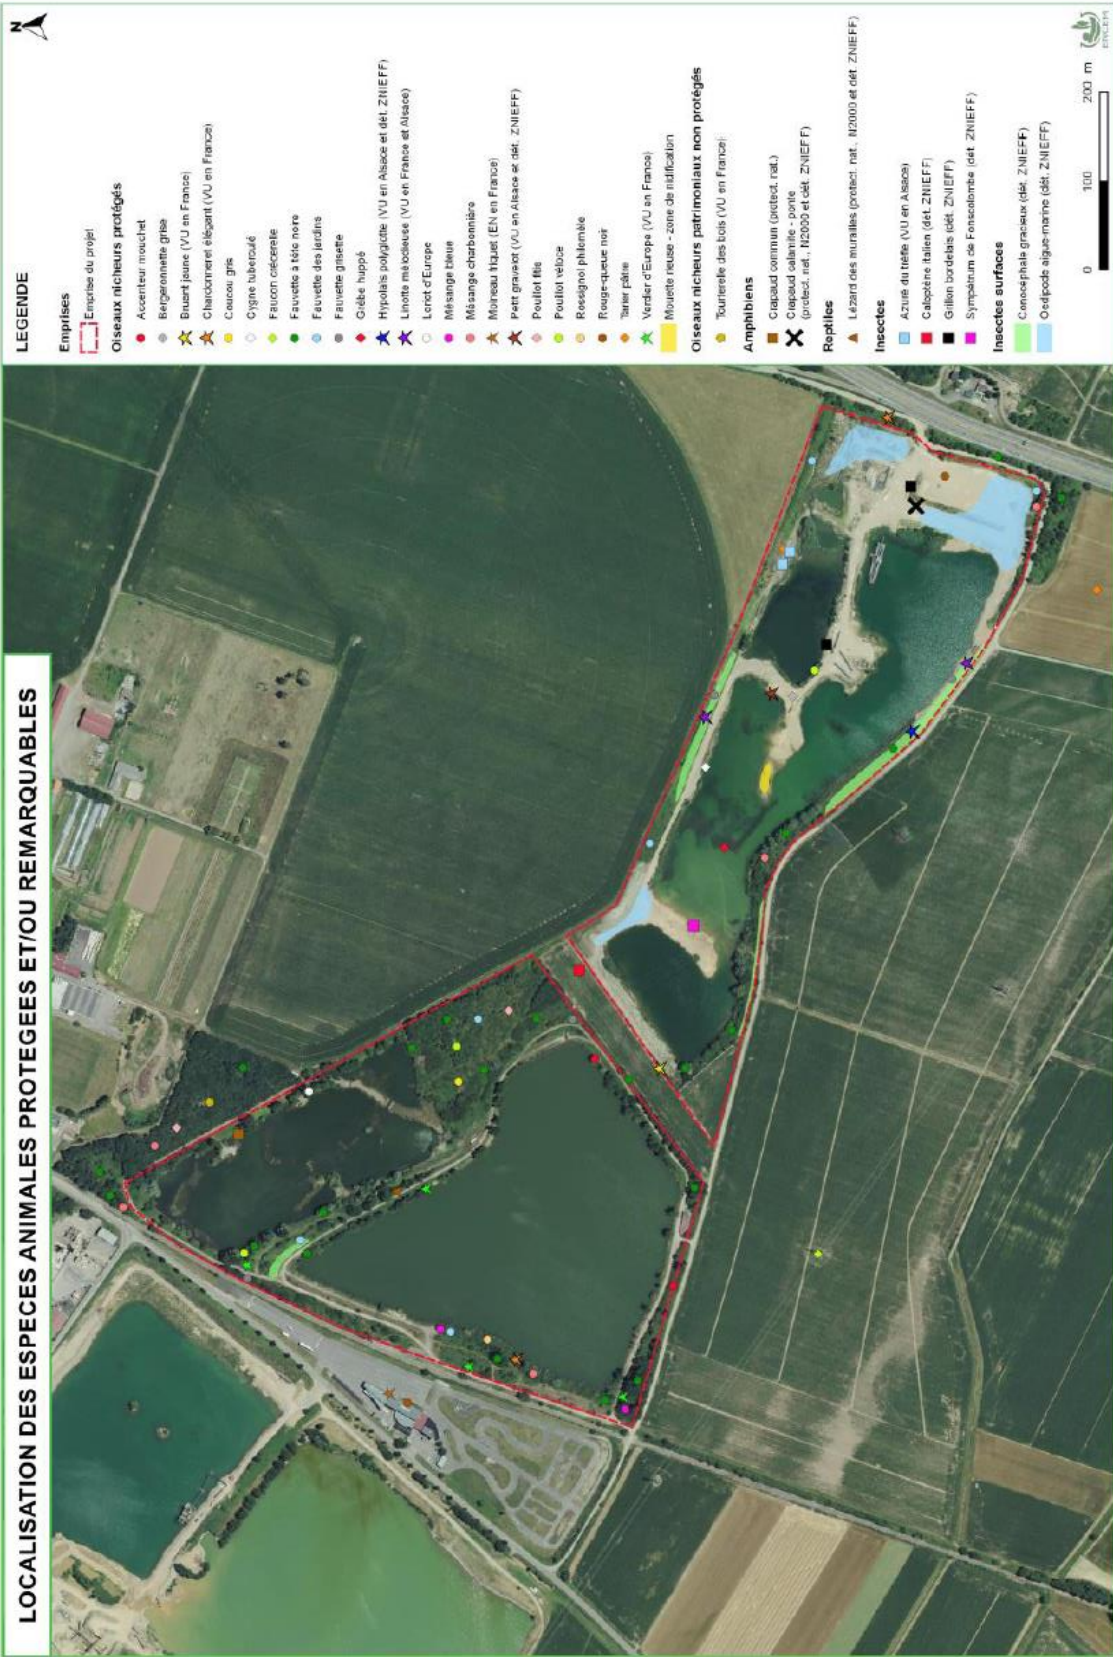 LOCALISATION DES ESPECES ANIMALES PROTEGEES ET/OU REMARQUABLES
N
LEGENDE
Emprises
Emprise du projet
Oiseaux nicheurs protégés
Accenteur mouchet
Bergeronnette grise
Bruant jaune (VU en France)
Chardonneret élégant (VU en France)
Coucou gris
Cygne tuberculé
Faucon crécerelle
Fauvette à tête noire
Fauvette des jardins
Fauvette grisette
Grèbe huppé
Hypolaïs polyglotte (VU en Alsace et dét. ZNIEFF)
Linotte mélodieuse (VU en France et Alsace)
Loriot d'Europe
Mésange bleue
Mésange charbonnière
Moineau friquet (EN en France)
Petit gravelot (VU en Alsace et dét. ZNIEFF)
Pouillot fitis
Pouillot véloce
Rossignol philomèle
Rouge-queue noir
Tarier pâtre
Verdier d'Europe (VU en France)
Mouette rieuse - zone de nidification
Oiseaux nicheurs patrimoniaux non protégés
Tourterelle des bois (VU en France)
Amphibiens
Crapaud commun (protect. nat.)
Crapaud calamite - ponte
(protect. nat., N2000 et dét. ZNIEFF)
Reptiles
Lézard des murailles (protect. nat., N2000 et dét. ZNIEFF)
Insectes
Azuré du trèfle (VU en Alsace)
Caloptène italien (dét. ZNIEFF)
Grillon bordelais (dét. ZNIEFF)
Sympétrum de Fonscolombe (dét. ZNIEFF)
Insectes surfaces
Conocephale gracieux (dét. ZNIEFF)
Oedipode aigue-marine (dét. ZNIEFF)
0 100 200 m
ENCEM